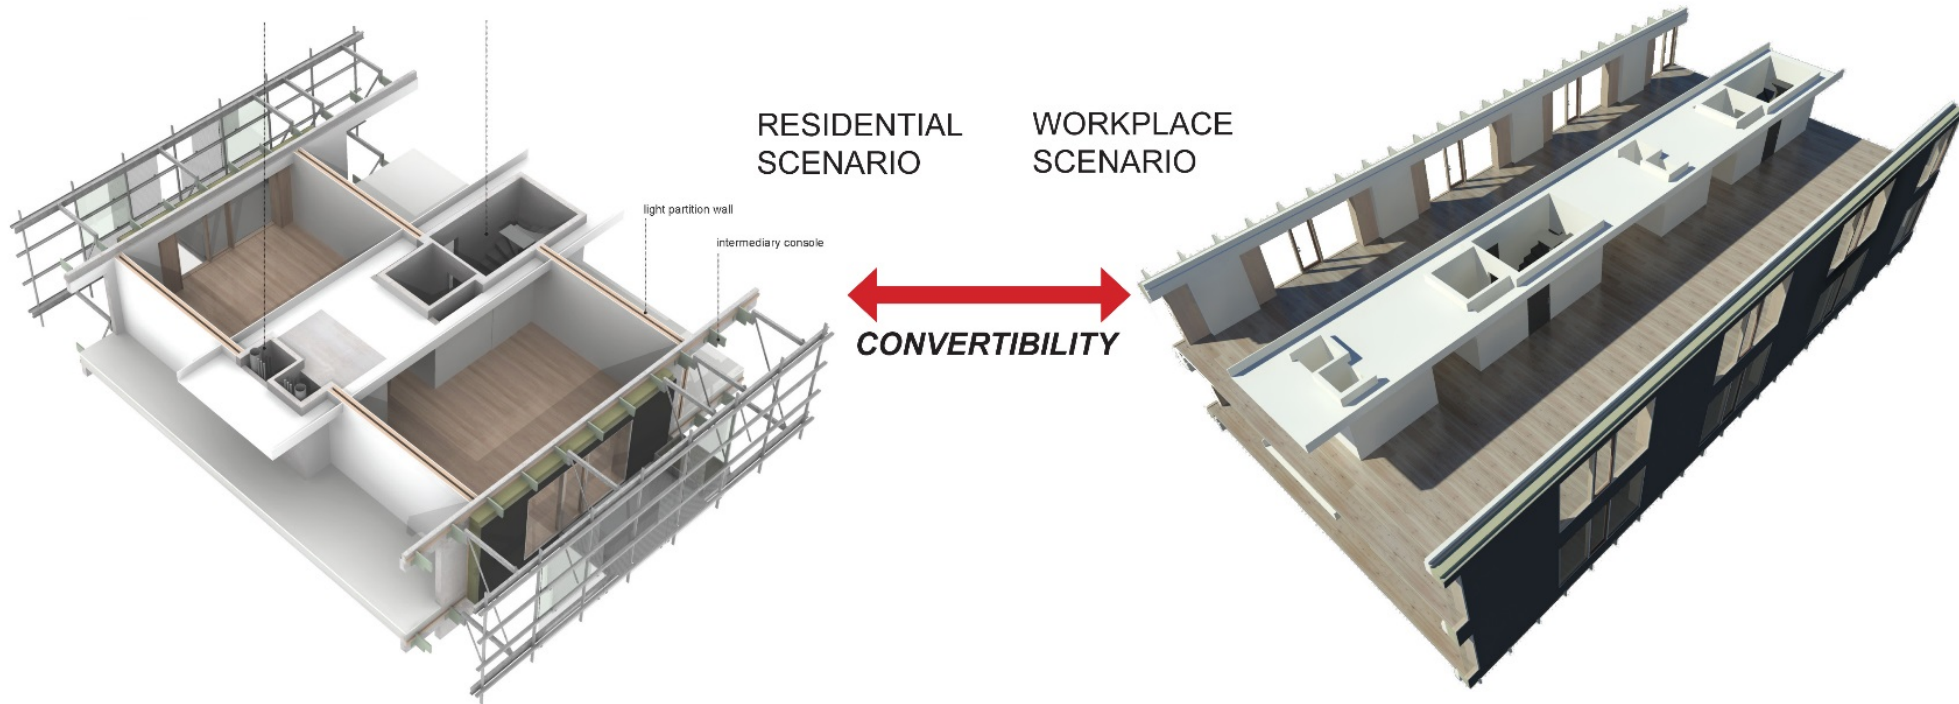 RESIDENTIAL
SCENARIO
WORKPLACE
SCENARIO
light partition wall
intermediary console
CONVERTIBILITY